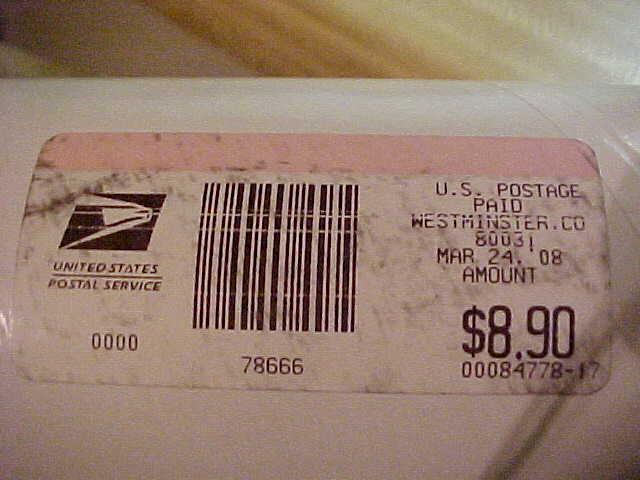 UNITED STATES
POSTAL SERVICE
0000
78666
U.S. POSTAGE
PAID
WESTMINSTER.CO
80031
MAR 24. '08
AMOUNT
$8.90
00084778-17